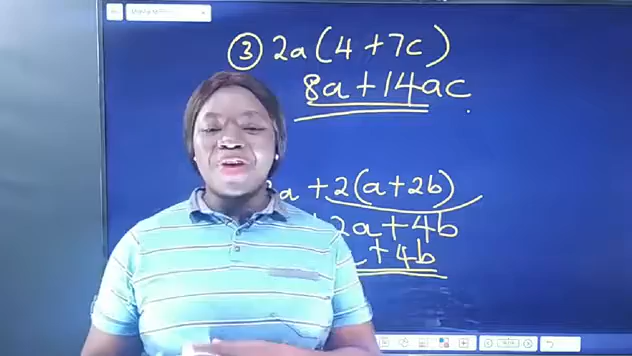 ③ 2a(4+7c)
8a+14ac
a +2(a+2b)
2a+4b
+4b